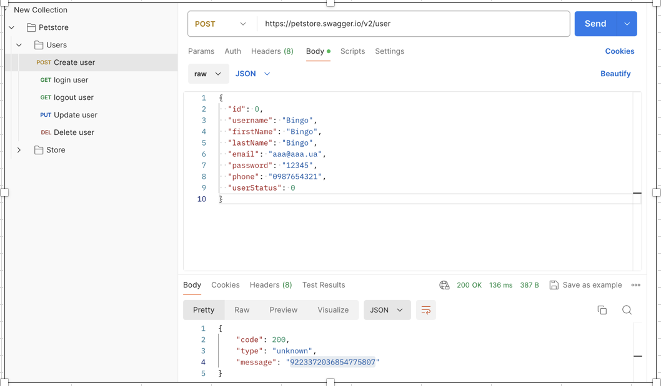 New Collection
Petstore
Users
POST Create user
GET login user
GET logout user
PUT Update user
DEL Delete user
Store
POST https://petstore.swagger.io/v2/user Send
Params Auth Headers (8) Body Scripts Settings Cookies
raw JSON Beautify
1 {
2 "id": 0,
3 "username": "Bingo",
4 "firstName": "Bingo",
5 "lastName": "Bingo",
6 "email": "aaa@aaa.ua",
7 "password": "12345",
8 "phone": "0987654321",
9 "userStatus": 0
10 }
Body Cookies Headers (8) Test Results 200 OK 136 ms 387 B Save as example
Pretty Raw Preview Visualize JSON
1 {
2 "code": 200,
3 "type": "unknown",
4 "message": "9223372036854775807"
5 }